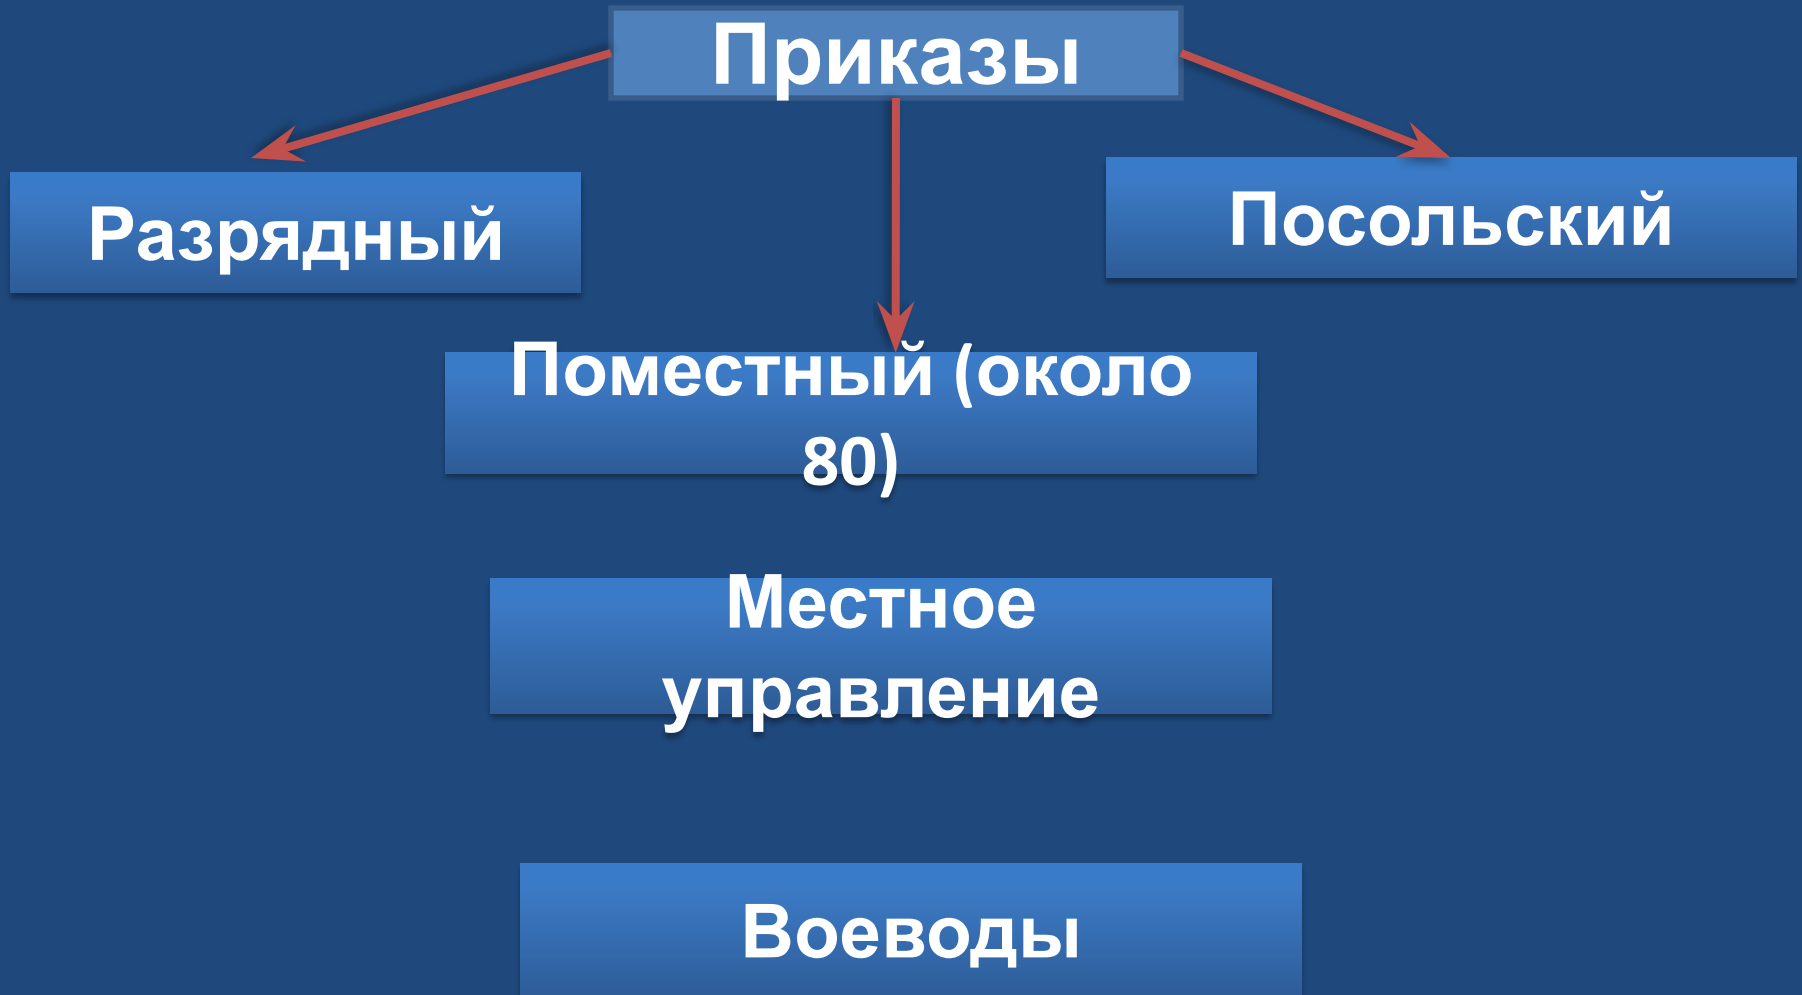 Приказы
Разрядный
Посольский
Поместный (около
80)
Местное
управление
Воеводы